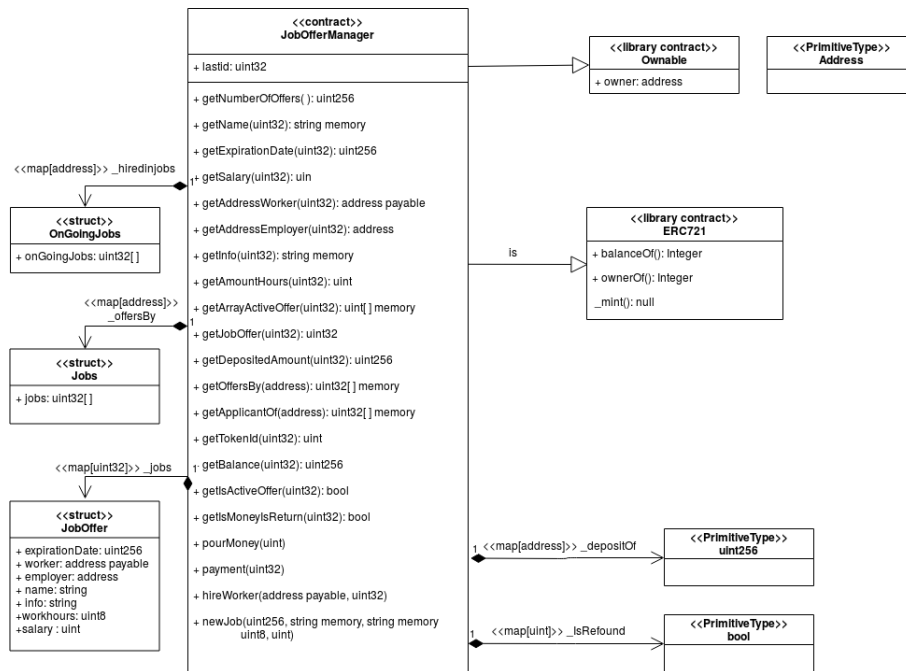 <<contract>>
JobOfferManager
+ lastid: uint32
+ getNumberOfOffers( ): uint256
+ getName(uint32): string memory
+ getExpirationDate(uint32): uint256
+ getSalary(uint32): uin
+ getAddressWorker(uint32): address payable
+ getAddressEmployer(uint32): address
+ getInfo(uint32): string memory
+ getAmountHours(uint32): uint
+ getArrayActiveOffer(uint32): uint[ ] memory
+ getJobOffer(uint32): uint32
+ getDepositedAmount(uint32): uint256
+ getOffersBy(address): uint32[ ] memory
+ getApplicantOf(address): uint32[ ] memory
+ getTokenId(uint32): uint
+ getBalance(uint32): uint256
+ getIsActiveOffer(uint32): bool
+ getIsMoneyIsReturn(uint32): bool
+ pourMoney(uint)
+ payment(uint32)
+ hireWorker(address payable, uint32)
+ newJob(uint256, string memory, string memory
uint8, uint)
<<map[address]>> _hiredinjobs
1
<<struct>>
OnGoingJobs
+ onGoingJobs: uint32[ ]
<<map[address]>>
_offersBy
1
<<struct>>
Jobs
+ jobs: uint32[ ]
<<map[uint32]>> _jobs
1
<<struct>>
JobOffer
+ expirationDate: uint256
+ worker: address payable
+ employer: address
+ name: string
+ info: string
+workhours: uint8
+salary : uint
<<library contract>>
Ownable
+ owner: address
<<PrimitiveType>>
Address
is
<<library contract>>
ERC721
+ balanceOf(): Integer
+ ownerOf(): Integer
_mint(): null
1 <<map[address]>> _depositOf
<<PrimitiveType>>
uint256
1 <<map[uint]>> _IsRefound
<<PrimitiveType>>
bool